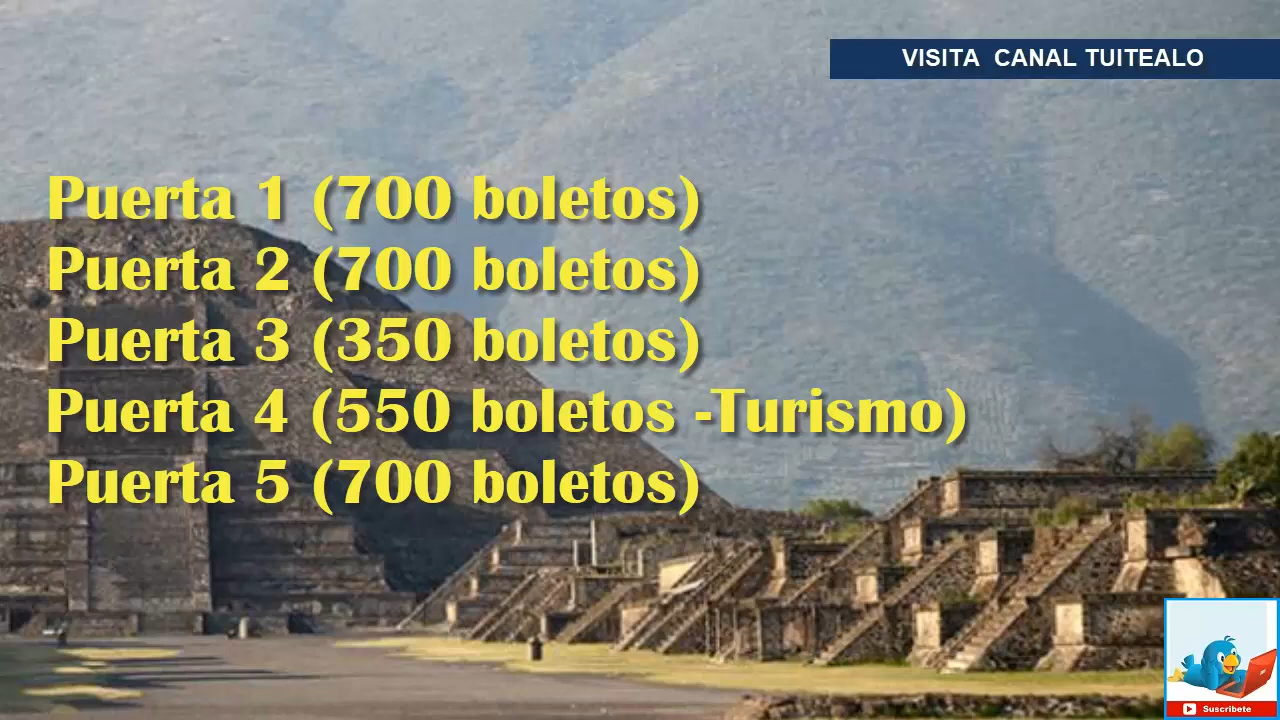 VISITA CANAL TUITEALO
Puerta 1 (700 boletos)
Puerta 2 (700 boletos)
Puerta 3 (350 boletos)
Puerta 4 (550 boletos -Turismo)
Puerta 5 (700 boletos)
Suscribete